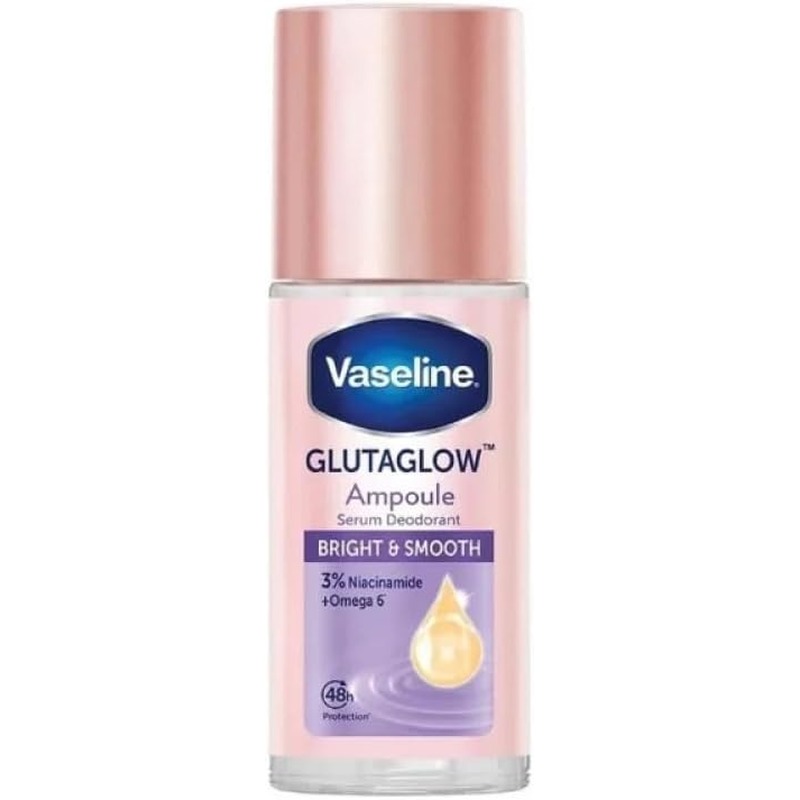 Vaseline.
GLUTAGLOW™
Ampoule
Serum Deodorant
BRIGHT & SMOOTH
3% Niacinamide
+Omega 6
48h
Protection*